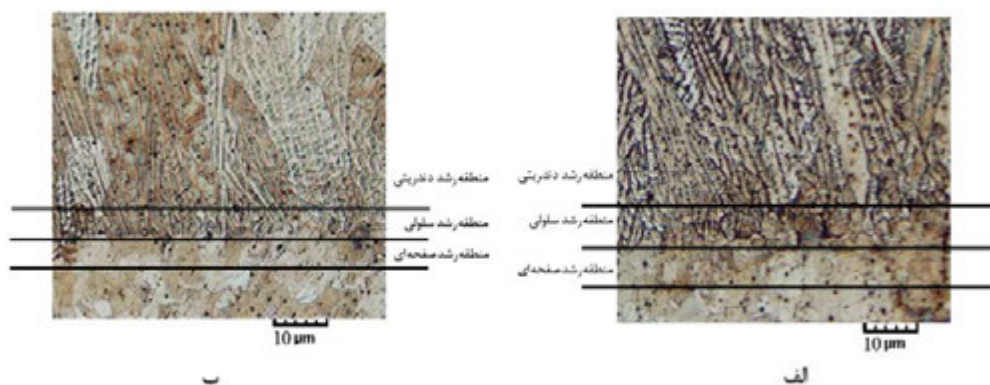 منطقه رشد دندریتی
منطقه رشد سلولی
منطقه رشد صفحه‌ای
10 µm
الف
منطقه رشد دندریتی
منطقه رشد سلولی
منطقه رشد صفحه‌ای
10 µm
ب